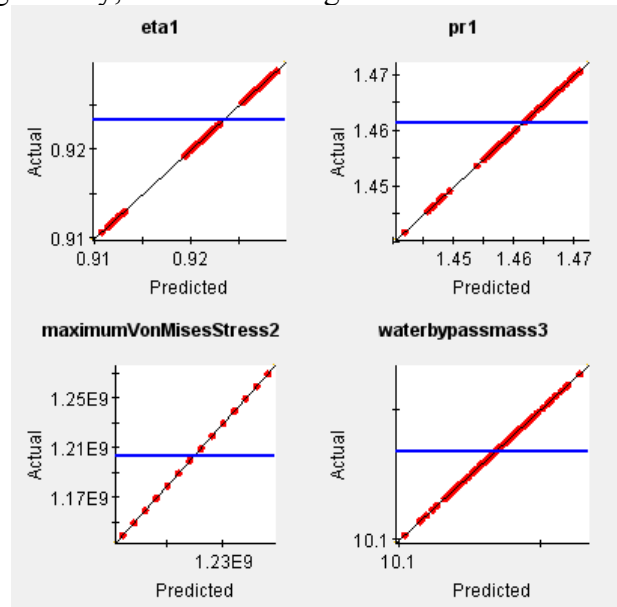 eta1
Actual
0.92
0.91
0.91 0.92
Predicted
pr1
Actual
1.47
1.46
1.45
1.45 1.46 1.47
Predicted
maximumVonMisesStress2
Actual
1.25E9
1.21E9
1.17E9
1.23E9
Predicted
waterbypassmass3
Actual
10.1
10.1
Predicted